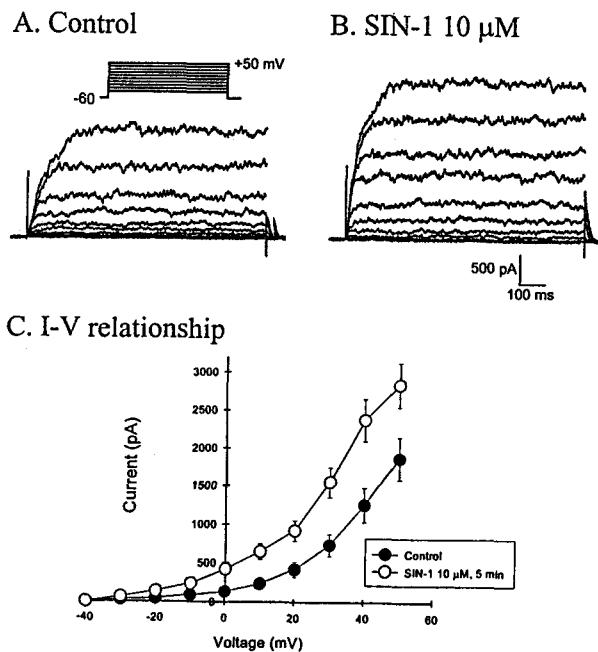 A. Control
B. SIN-1 10 μM
+50 mV
-60
500 pA
100 ms
C. I-V relationship
3000
2500
2000
1500
1000
500
0
Current (pA)
-40
-20
0
20
40
60
Voltage (mV)
Control
SIN-1 10 μM, 5 min